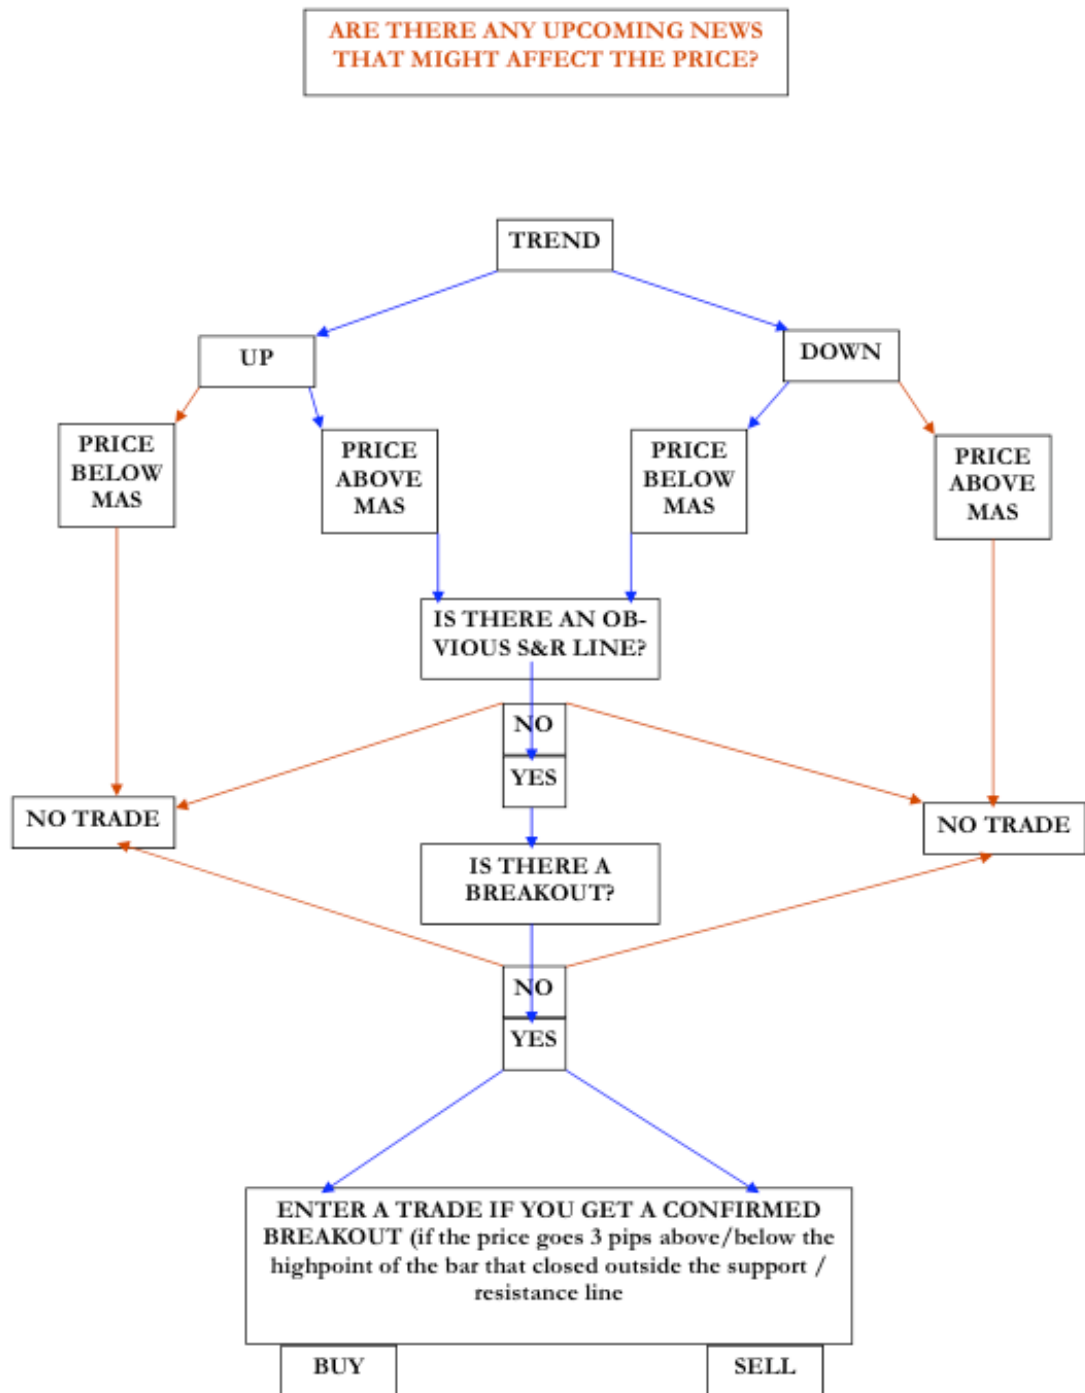 ARE THERE ANY UPCOMING NEWS
THAT MIGHT AFFECT THE PRICE?
TREND
UP
DOWN
PRICE
BELOW
MAS
PRICE
ABOVE
MAS
PRICE
BELOW
MAS
PRICE
ABOVE
MAS
IS THERE AN OB-
VIOUS S&R LINE?
NO
YES
NO TRADE
NO TRADE
IS THERE A
BREAKOUT?
NO
YES
ENTER A TRADE IF YOU GET A CONFIRMED
BREAKOUT (if the price goes 3 pips above/below the
highpoint of the bar that closed outside the support /
resistance line
BUY
SELL